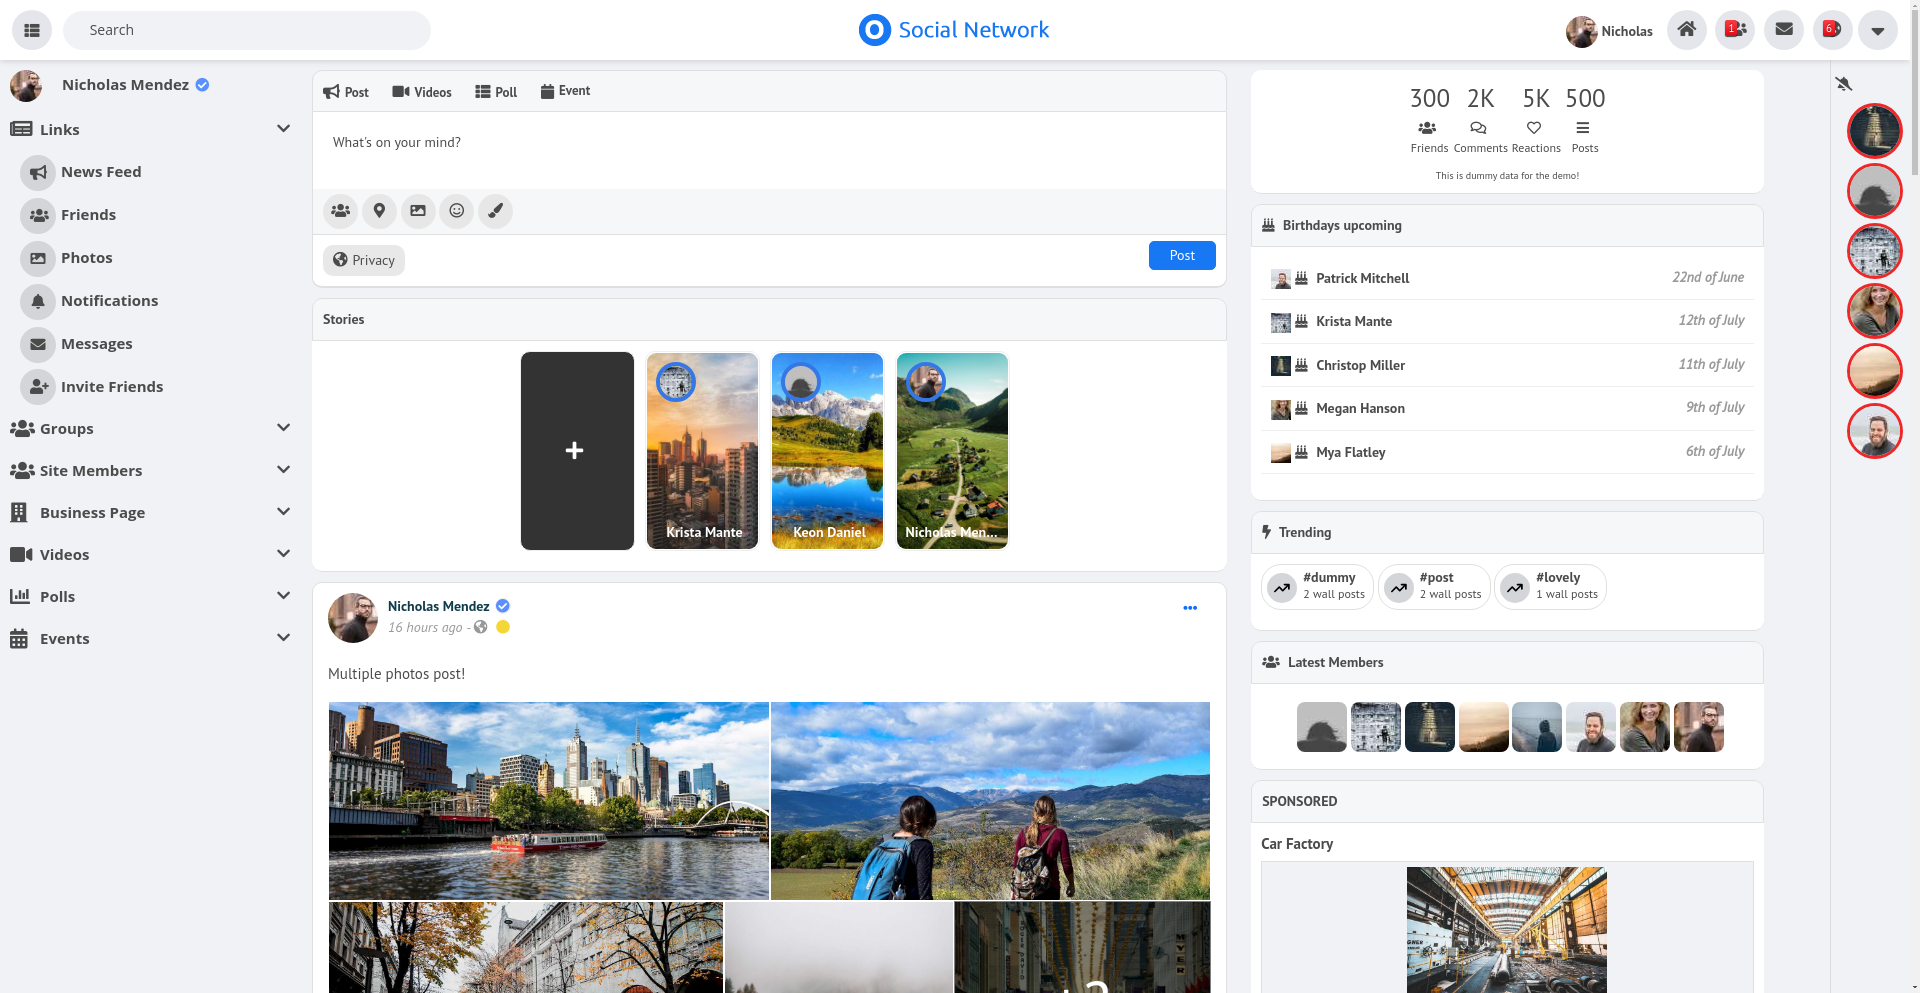 Search
Social Network
Nicholas
1
6
Nicholas Mendez
Links
News Feed
Friends
Photos
Notifications
Messages
Invite Friends
Groups
Site Members
Business Page
Videos
Polls
Events
Post
Videos
Poll
Event
What's on your mind?
Privacy
Post
Stories
Krista Mante
Keon Daniel
Nicholas Men...
Nicholas Mendez
16 hours ago -
Multiple photos post!
300 2K 5K 500
Friends Comments Reactions Posts
This is dummy data for the demo!
Birthdays upcoming
Patrick Mitchell 22nd of June
Krista Mante 12th of July
Christop Miller 11th of July
Megan Hanson 9th of July
Mya Flatley 6th of July
Trending
#dummy
2 wall posts
#post
2 wall posts
#lovely
1 wall posts
Latest Members
SPONSORED
Car Factory